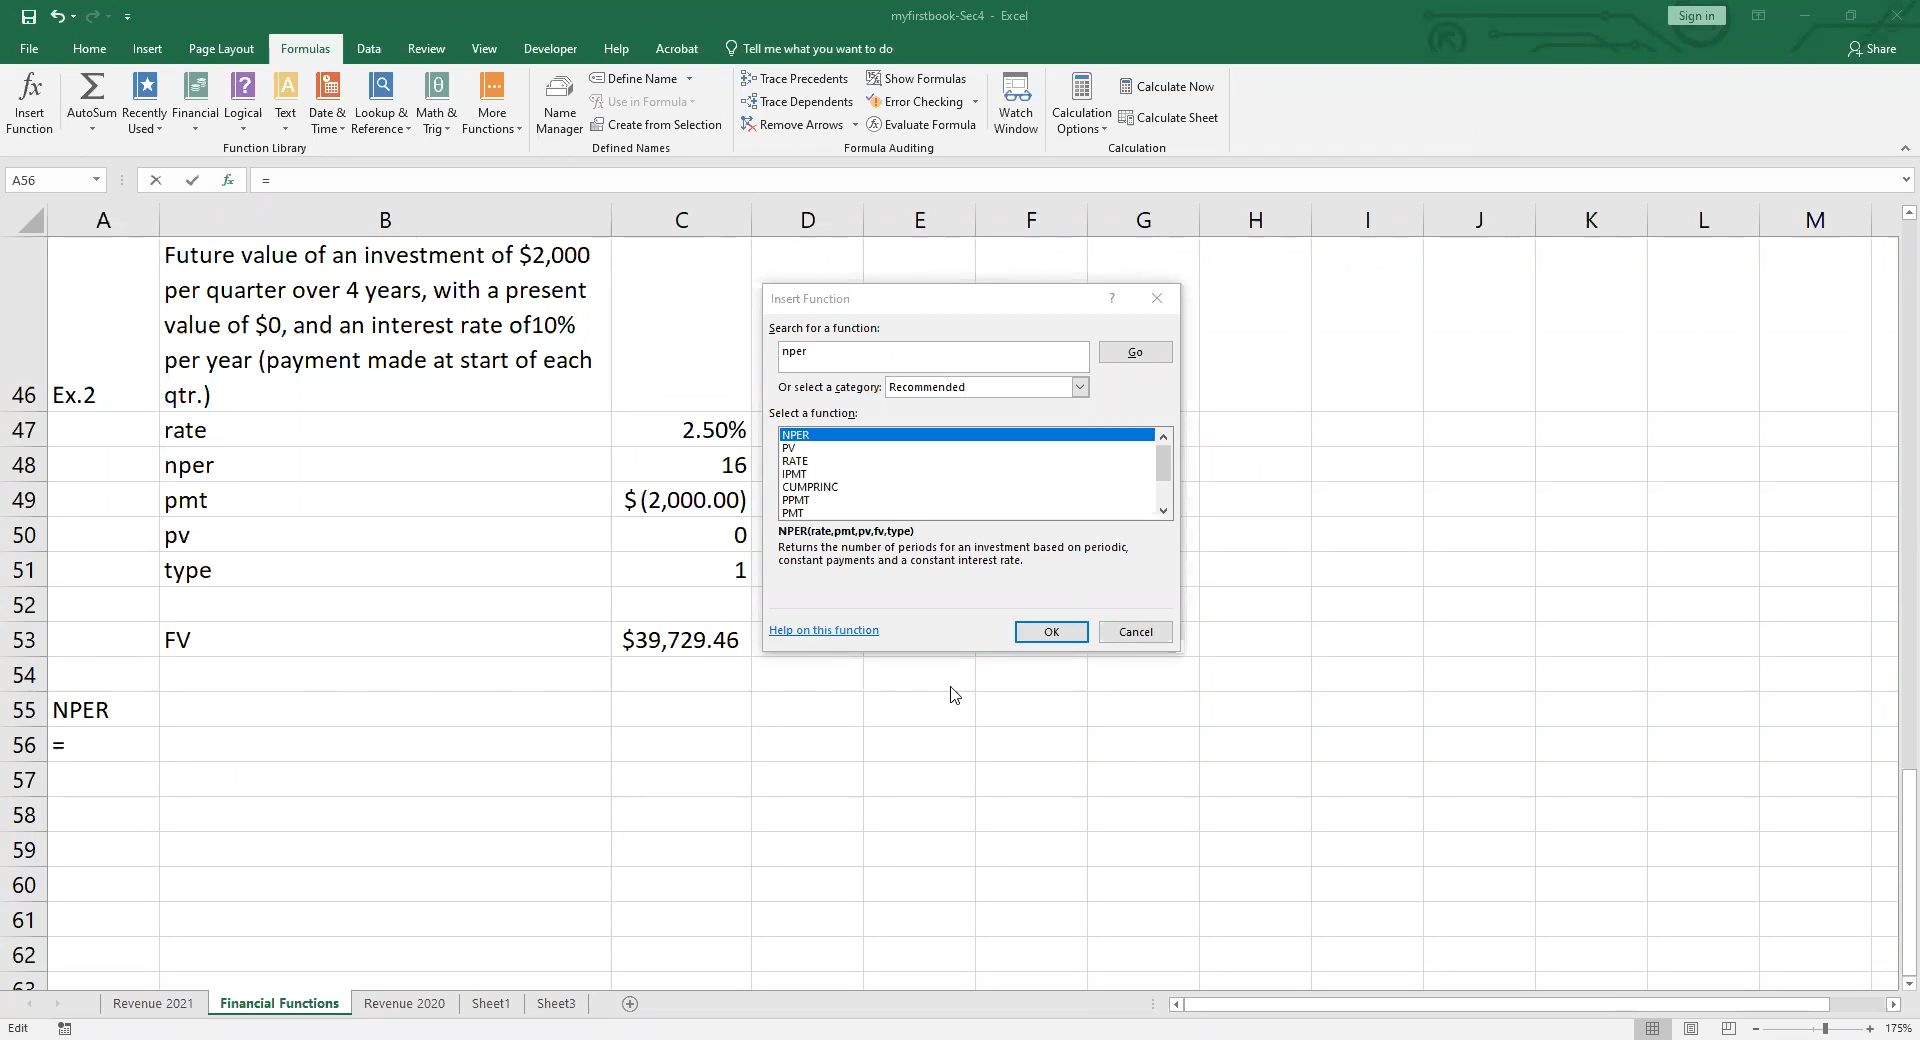 myfirstbook-Sec4 - Excel
Sign in
File Home Insert Page Layout Formulas Data Review View Developer Help Acrobat Tell me what you want to do
Share
Insert Function
AutoSum
Recently Used
Financial
Logical
Text
Date & Time
Lookup & Reference
Math & Trig
More Functions
Function Library
Name Manager
Define Name
Use in Formula
Create from Selection
Defined Names
Trace Precedents
Trace Dependents
Remove Arrows
Show Formulas
Error Checking
Evaluate Formula
Formula Auditing
Watch Window
Calculation Options
Calculate Now
Calculate Sheet
Calculation
A56
fx
=
A B C D E F G H I J K L M
Future value of an investment of $2,000
per quarter over 4 years, with a present
value of $0, and an interest rate of10%
per year (payment made at start of each
46 Ex.2 qtr.)
47 rate 2.50%
48 nper 16
49 pmt $(2,000.00)
50 pv 0
51 type 1
52
53 FV $39,729.46
54
55 NPER
56 =
57
58
59
60
61
62
63
Insert Function
?
Search for a function:
nper
Go
Or select a category: Recommended
Select a function:
NPER
PV
RATE
IPMT
CUMPRINC
PPMT
PMT
NPER(rate,pmt,pv,fv,type)
Returns the number of periods for an investment based on periodic,
constant payments and a constant interest rate.
Help on this function
OK
Cancel
Revenue 2021 Financial Functions Revenue 2020 Sheet1 Sheet3
Edit
175%